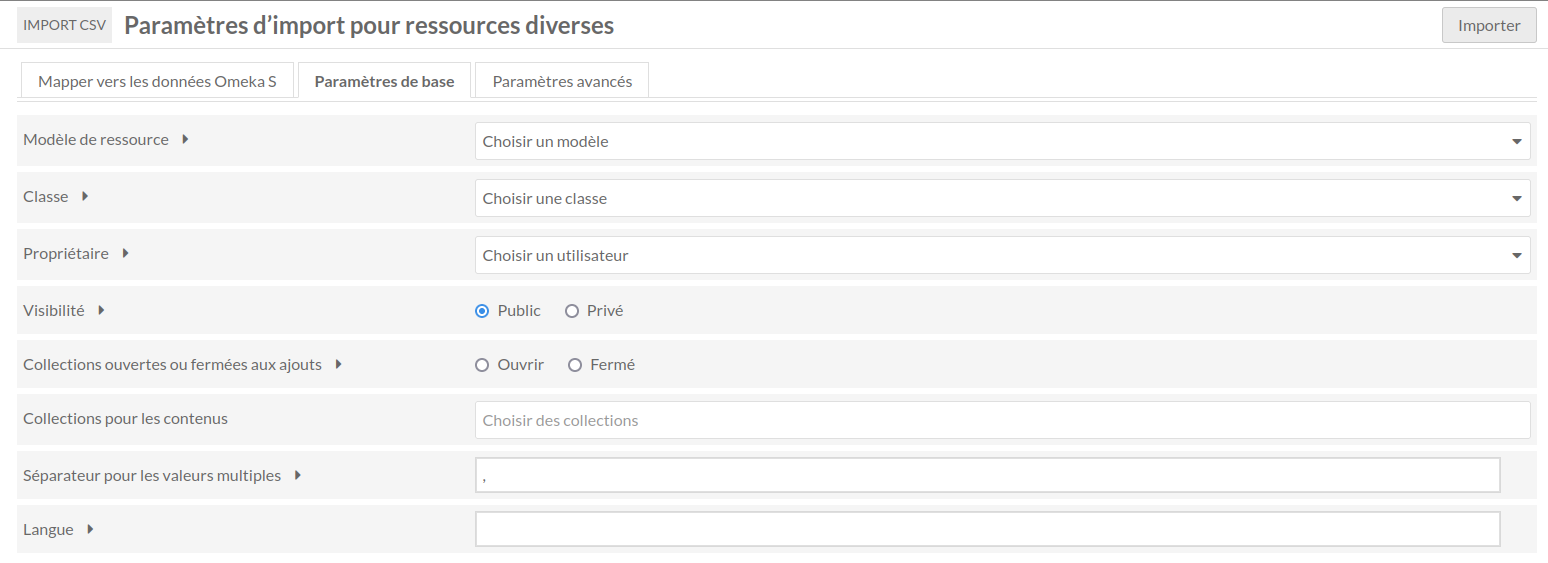 IMPORT CSV Paramètres d’import pour ressources diverses Importer
Mapper vers les données Omeka S Paramètres de base Paramètres avancés
Modèle de ressource Choisir un modèle
Classe Choisir une classe
Propriétaire Choisir un utilisateur
Visibilité Public Privé
Collections ouvertes ou fermées aux ajouts Ouvrir Fermé
Collections pour les contenus Choisir des collections
Séparateur pour les valeurs multiples ,
Langue